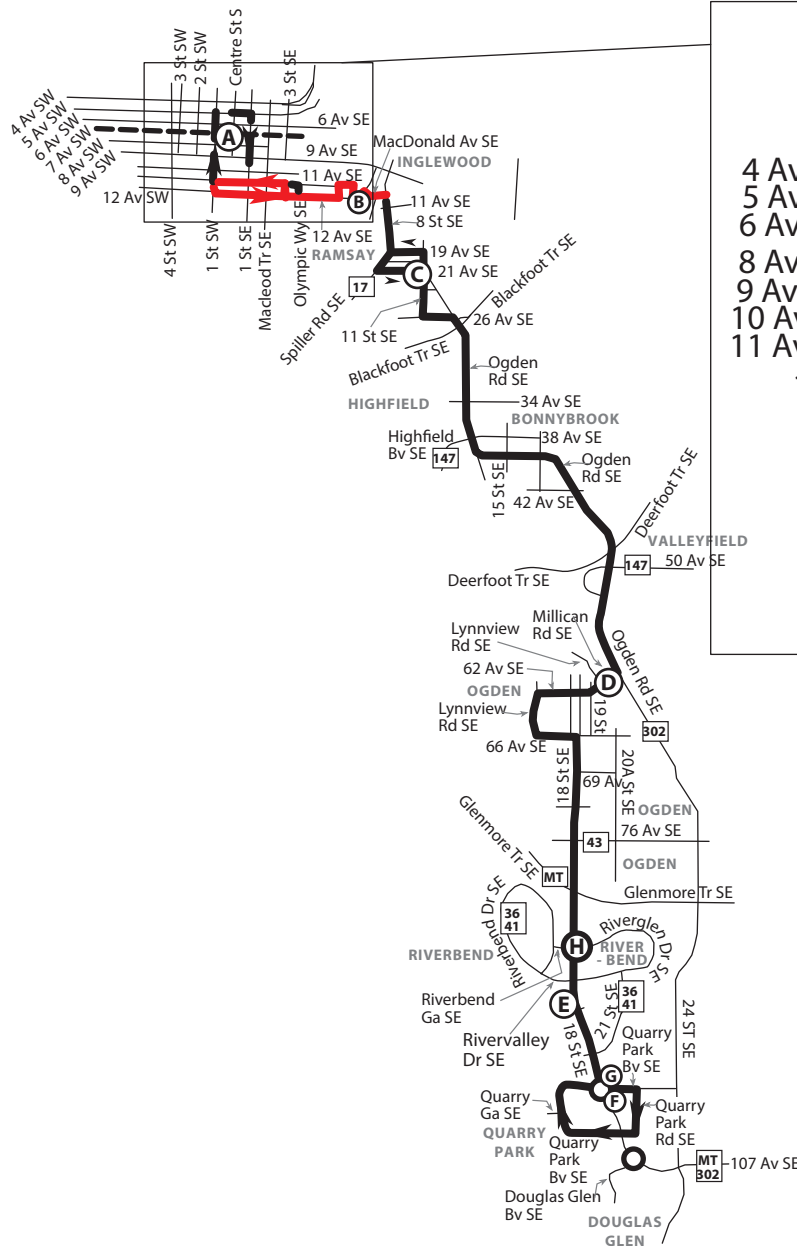 3 St SW
2 St SW
Centre St S
3 St SE
4 Av SW
5 Av SW
6 Av SW
7 Av SW
8 Av SW
9 Av SW
12 Av SW
6 Av SE
A
9 Av SE
MacDonald Av SE
INGLEWOOD
11 Av SE
B
11 Av SE
8 St SE
12 Av SE
RAMSAY
4 St SW
1 St SW
1 St SE
Macleod Tr SE
Olympic Wy SE
19 Av SE
21 Av SE
C
17
Spiller Rd SE
11 St SE
Blackfoot Tr SE
26 Av SE
Blackfoot Tr SE
Ogden
Rd SE
34 Av SE
HIGHFIELD
BONNYBROOK
Highfield
Bv SE
147
38 Av SE
Ogden
Rd SE
15 St SE
42 Av SE
Deerfoot Tr SE
VALLEYFIELD
147
50 Av SE
Deerfoot Tr SE
Millican
Rd SE
Lynnview
Rd SE
Ogden Rd SE
62 Av SE
D
OGDEN
19 St
Lynnview
Rd SE
302
66 Av SE
18 St SE
69 Av
20A St SE
OGDEN
43
76 Av SE
OGDEN
Glenmore Tr SE
MT
Glenmore Tr SE
Riverbend Dr SE
36
41
Riverbend Dr SE
RIVERBEND
H
Riverglen Dr SE
RIVER
- BEND
Riverbend
Ga SE
E
36
41
21 St SE
24 ST SE
Rivervalley
Dr SE
18 St SE
Quarry
Park
Bv SE
G
F
Quarry
Ga SE
QUARRY
PARK
Quarry
Park
Rd SE
Quarry
Park
Bv SE
MT
302
107 Av SE
Douglas Glen
Bv SE
DOUGLAS
GLEN
4 Av
5 Av
6 Av
8 Av
9 Av
10 Av
11 Av